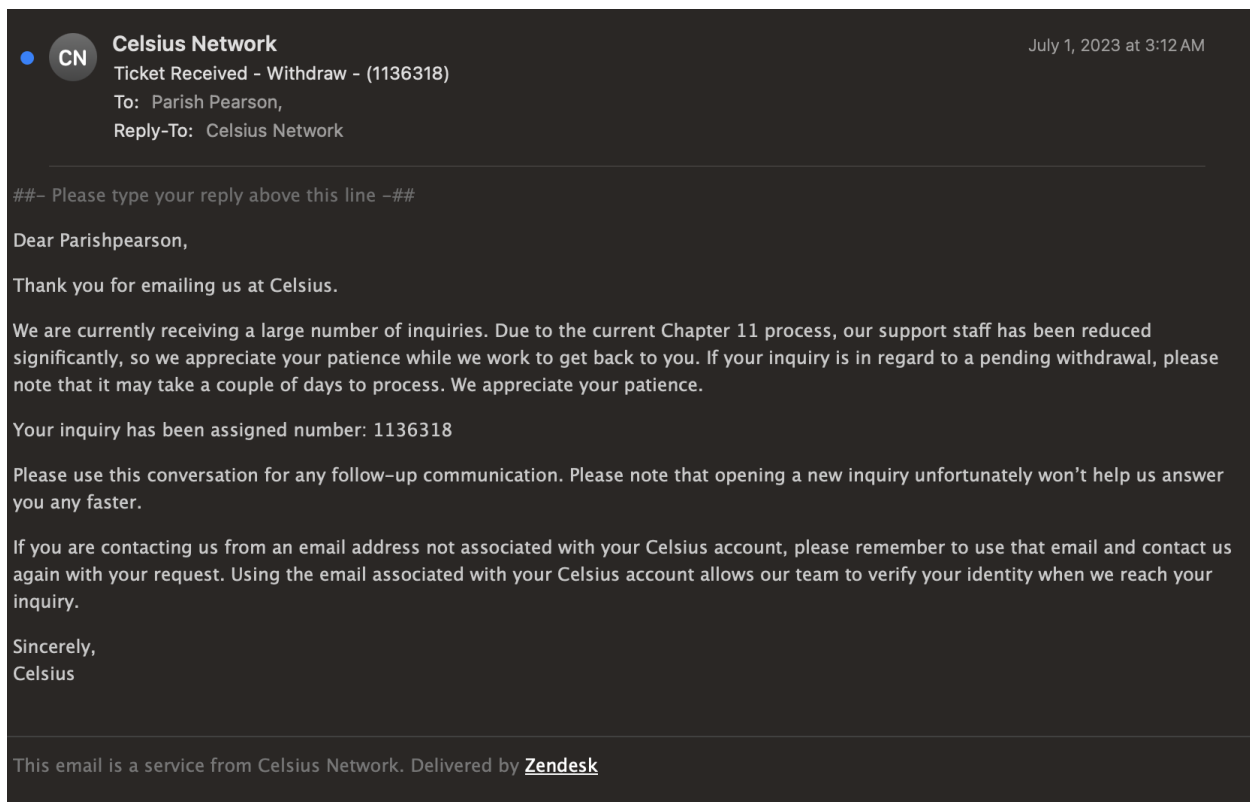 CN
Celsius Network
July 1, 2023 at 3:12 AM
Ticket Received - Withdraw - (1136318)
To: Parish Pearson,
Reply-To: Celsius Network
##- Please type your reply above this line -##
Dear Parishpearson,
Thank you for emailing us at Celsius.
We are currently receiving a large number of inquiries. Due to the current Chapter 11 process, our support staff has been reduced
significantly, so we appreciate your patience while we work to get back to you. If your inquiry is in regard to a pending withdrawal, please
note that it may take a couple of days to process. We appreciate your patience.
Your inquiry has been assigned number: 1136318
Please use this conversation for any follow-up communication. Please note that opening a new inquiry unfortunately won’t help us answer
you any faster.
If you are contacting us from an email address not associated with your Celsius account, please remember to use that email and contact us
again with your request. Using the email associated with your Celsius account allows our team to verify your identity when we reach your
inquiry.
Sincerely,
Celsius
This email is a service from Celsius Network. Delivered by Zendesk